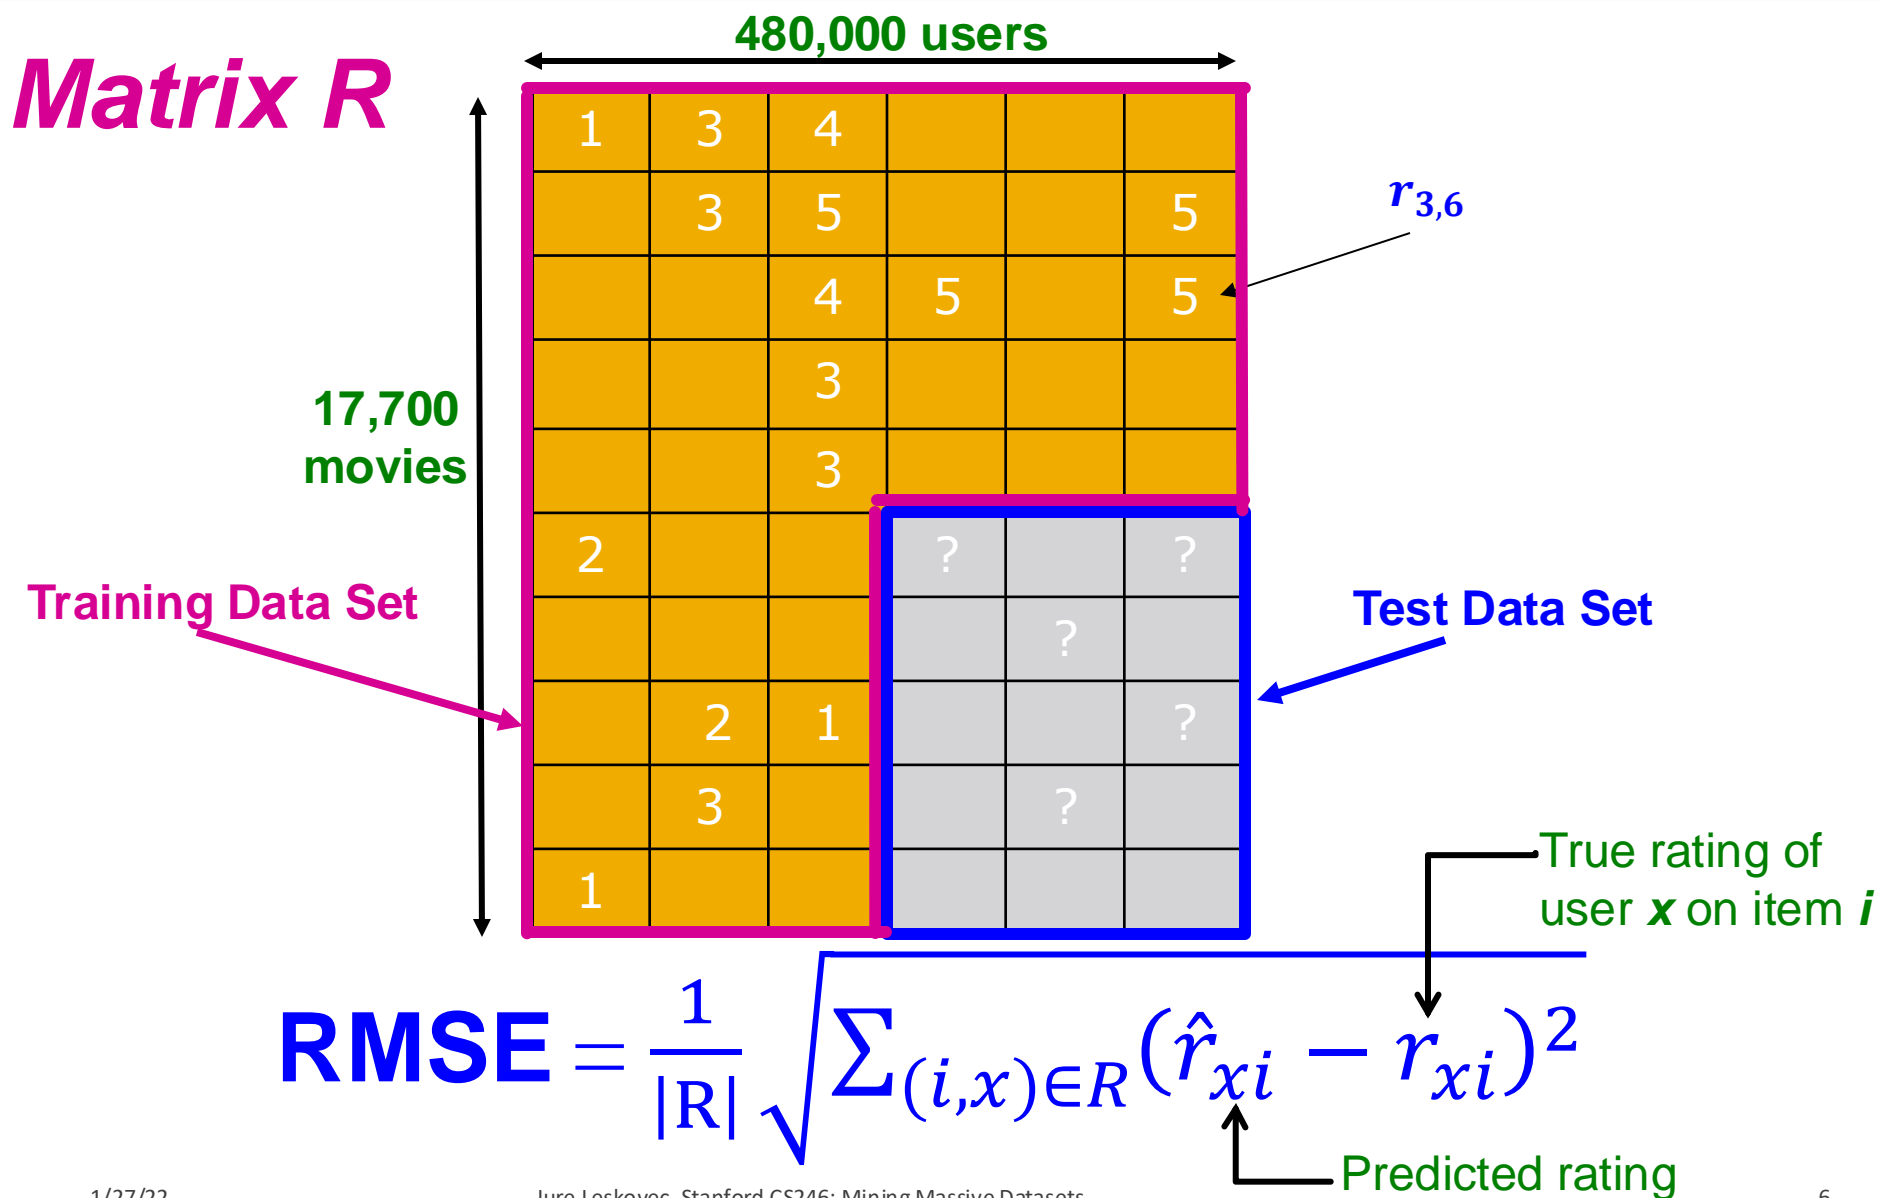 480,000 users
Matrix R
1 3 4
3 5 5
r3,6
4 5 5
3
17,700
movies
3
2 ? ?
Training Data Set
Test Data Set
?
2 1 ?
3 ?
1
True rating of
user x on item i
RMSE = 1/|R| √∑(i,x)∈R (r̂xi − rxi)²
Predicted rating
1/27/22 Jure Leskovec, Stanford CS246: Mining Massive Datasets 6